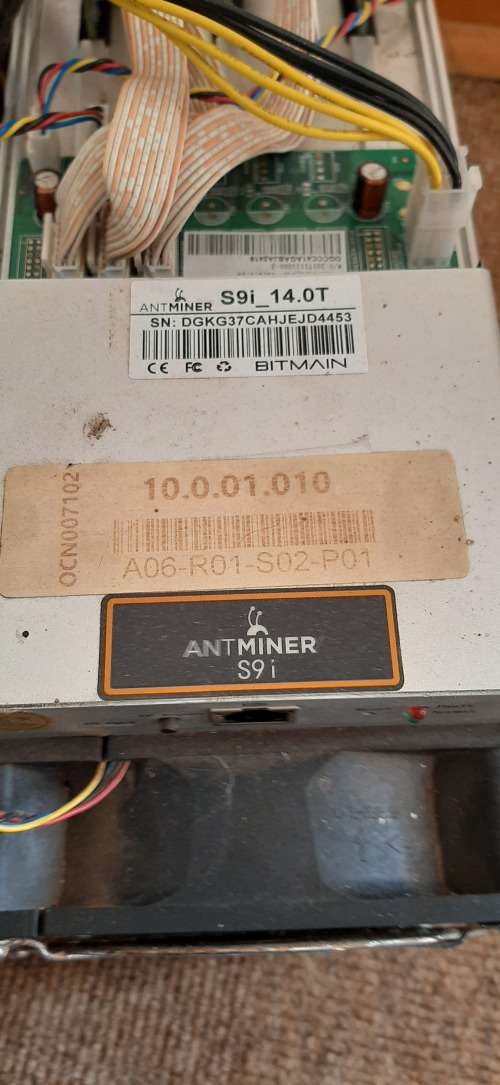 ANTMINER S9i_14.0T
SN: DGKG37CAHJEJD4453
CE FC BITMAIN
OCN007102
10.0.01.010
A06-R01-S02-P01
ANTMINER
S9i